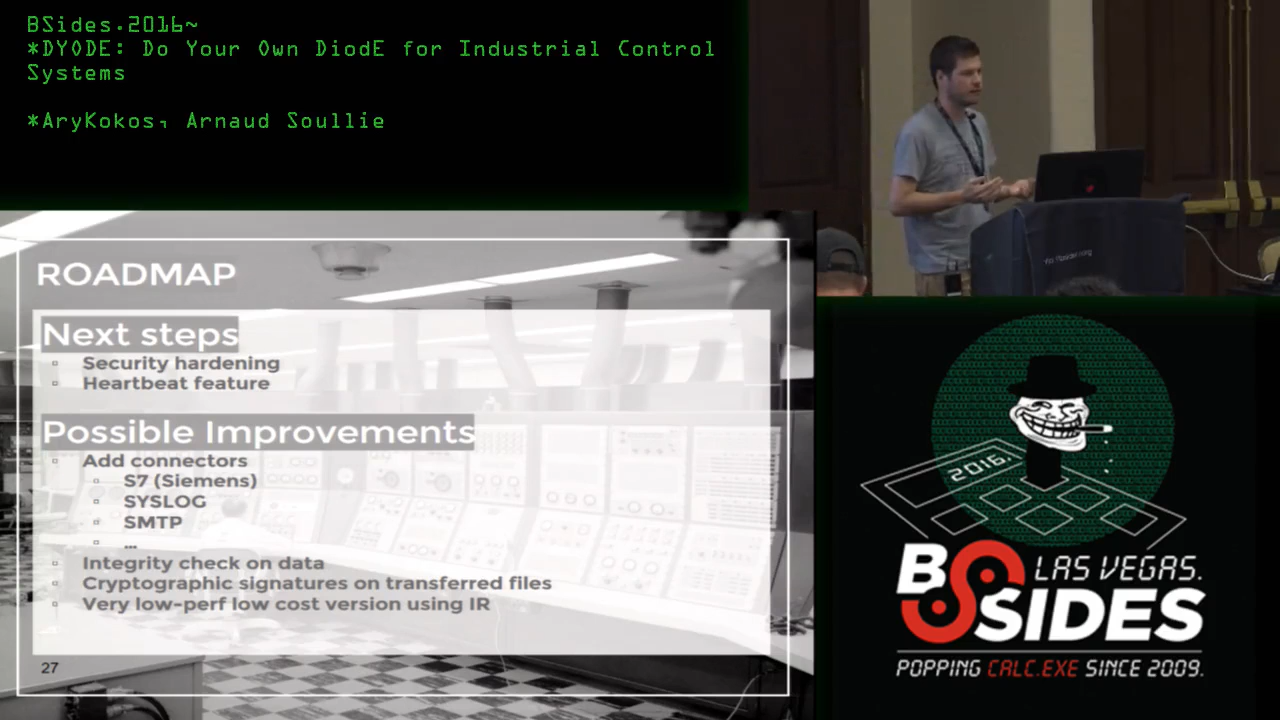 BSides.2016~
*DYODE: Do Your Own DiodE for Industrial Control
Systems
*AryKokos, Arnaud Soullie
ROADMAP
Next steps
Security hardening
Heartbeat feature
Possible Improvements
Add connectors
S7 (Siemens)
SYSLOG
SMTP
...
Integrity check on data
Cryptographic signatures on transferred files
Very low-perf low cost version using IR
27
2016.
BSIDES
LAS VEGAS.
POPPING CALC.EXE SINCE 2009.